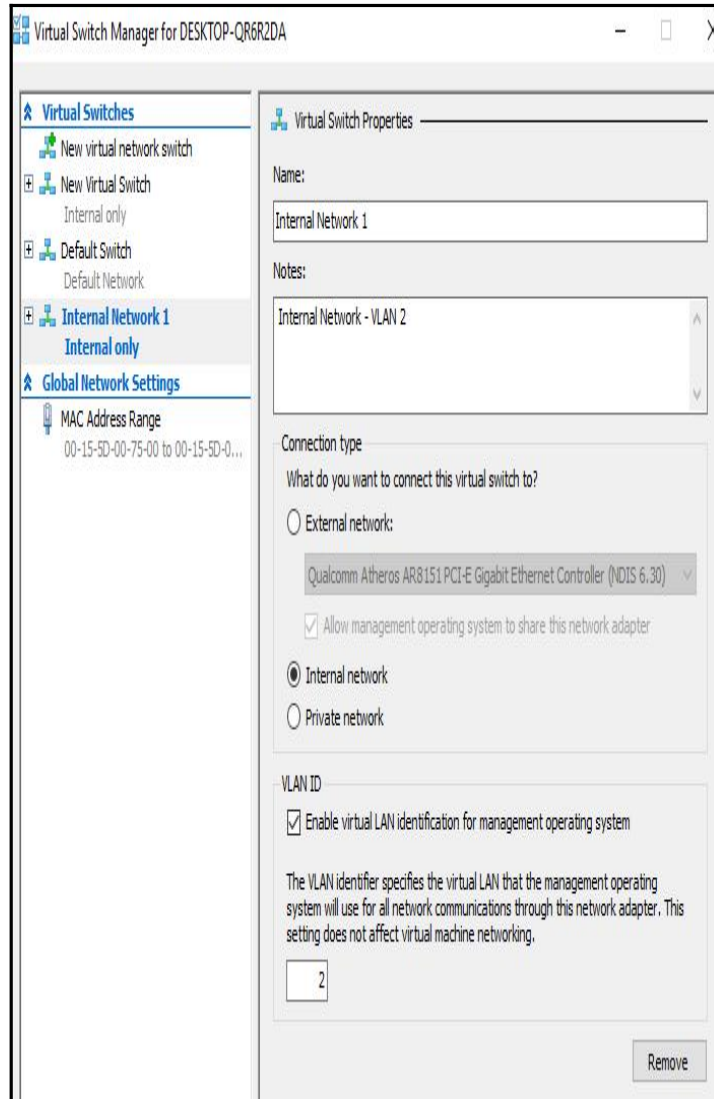 Virtual Switch Manager for DESKTOP-QR6R2DA
Virtual Switches
New virtual network switch
New Virtual Switch
Internal only
Default Switch
Default Network
Internal Network 1
Internal only
Global Network Settings
MAC Address Range
00-15-5D-00-75-00 to 00-15-5D-0...
Virtual Switch Properties
Name:
Internal Network 1
Notes:
Internal Network - VLAN 2
Connection type
What do you want to connect this virtual switch to?
External network:
Qualcomm Atheros AR8151 PCI-E Gigabit Ethernet Controller (NDIS 6.30)
Allow management operating system to share this network adapter
Internal network
Private network
VLAN ID
Enable virtual LAN identification for management operating system
The VLAN identifier specifies the virtual LAN that the management operating
system will use for all network communications through this network adapter. This
setting does not affect virtual machine networking.
2
Remove